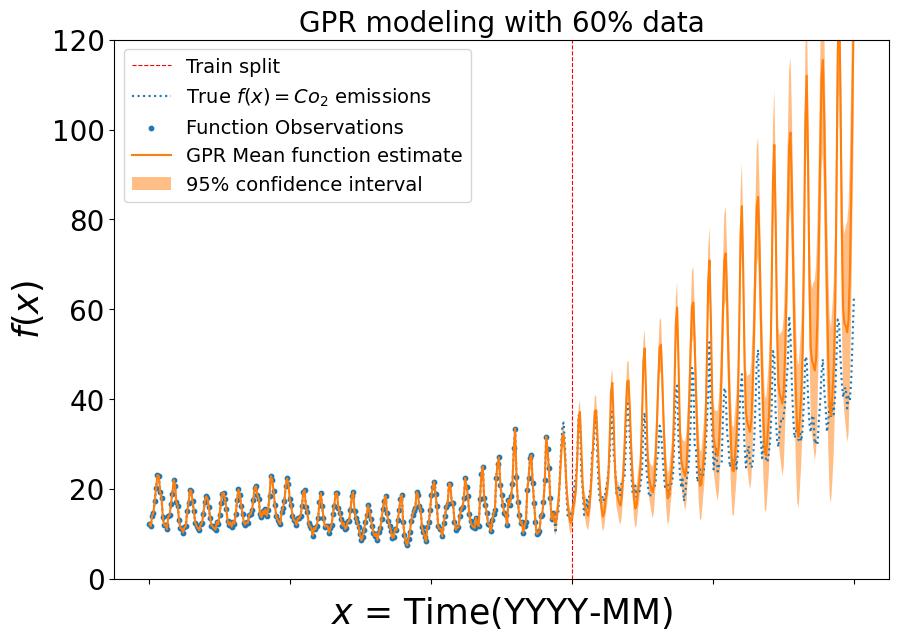 GPR modeling with 60% data
120
100
80
60
40
20
0
f(x)
Train split
True f(x) = Co₂ emissions
Function Observations
GPR Mean function estimate
95% confidence interval
x = Time(YYYY-MM)